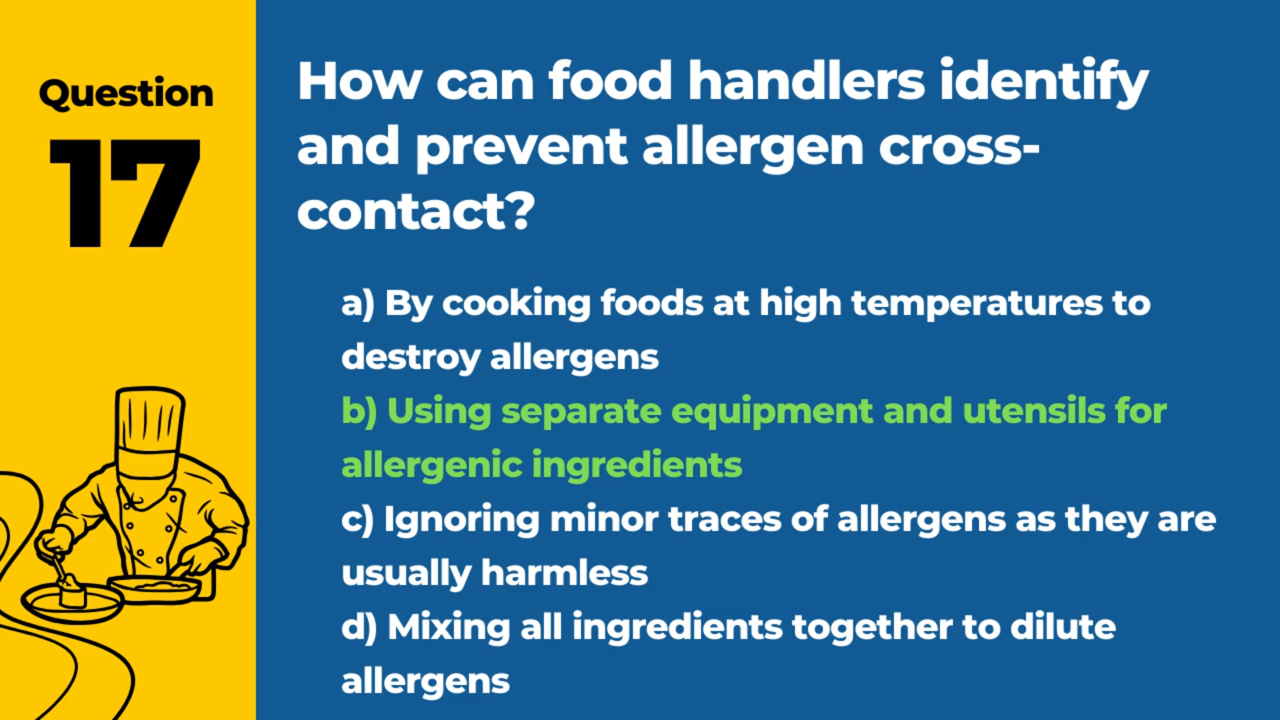 Question
17
How can food handlers identify
and prevent allergen cross-
contact?
a) By cooking foods at high temperatures to
destroy allergens
b) Using separate equipment and utensils for
allergenic ingredients
c) Ignoring minor traces of allergens as they are
usually harmless
d) Mixing all ingredients together to dilute
allergens